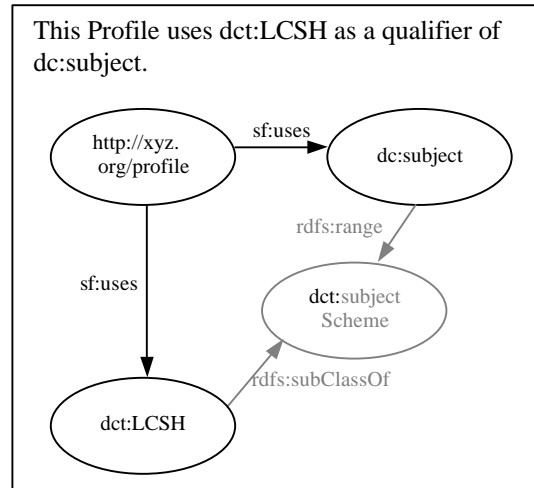 This Profile uses dct:LCSH as a qualifier of
dc:subject.
http://xyz.
org/profile
sf:uses
dc:subject
rdfs:range
sf:uses
dct:subject
Scheme
rdfs:subClassOf
dct:LCSH